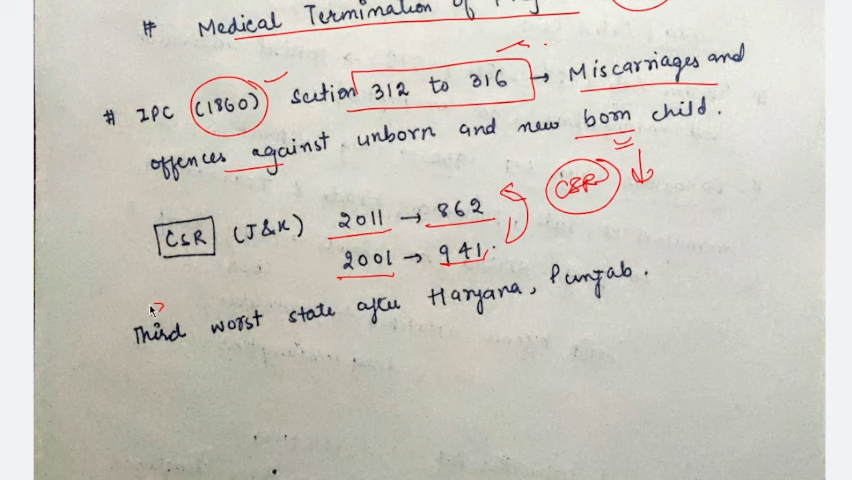 # Medical Termination of
# IPC (1860) Section 312 to 316 → Miscarriages and
offences against unborn and new born child.
CSR
CSR (J&K) 2011 → 862
2001 → 941.
Third worst state after Haryana, Punjab.